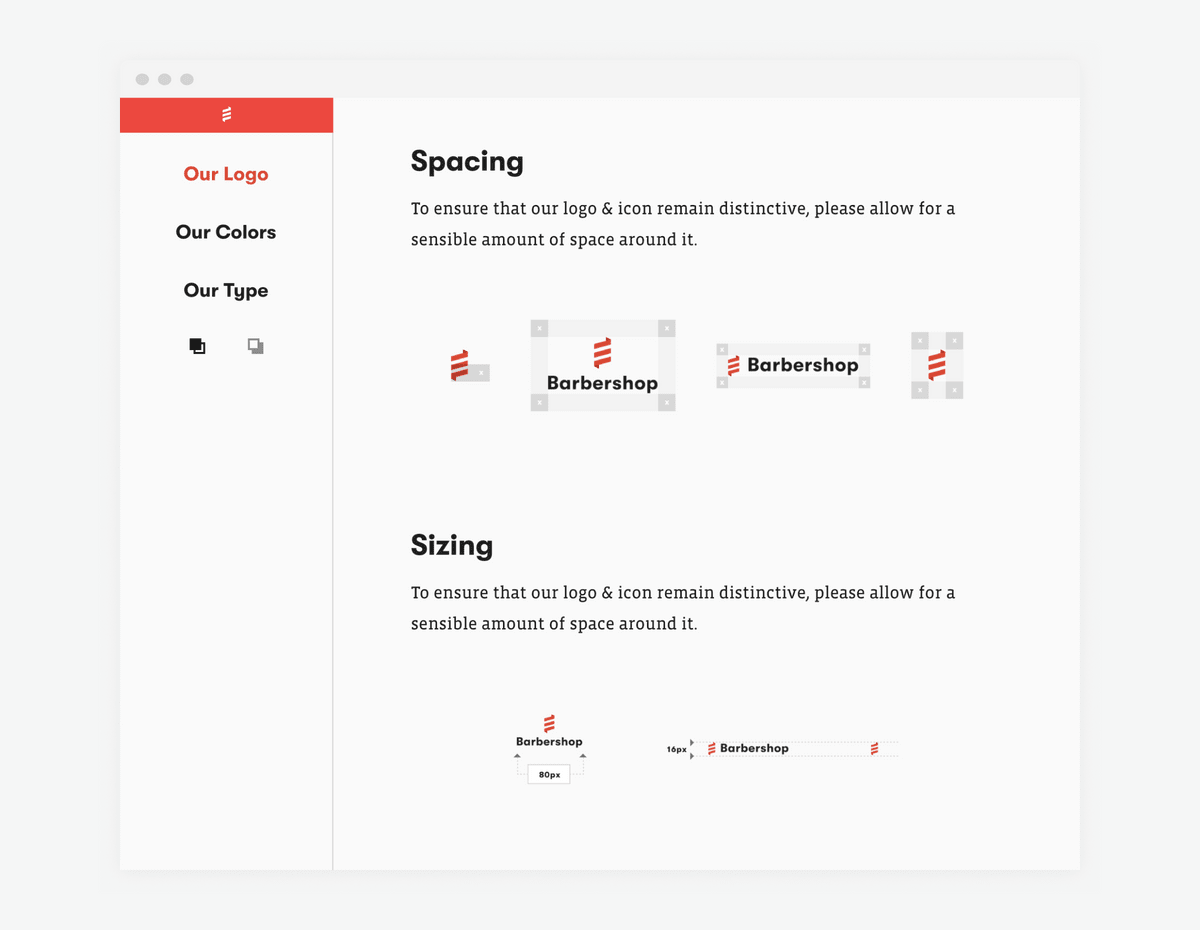 Our Logo
Our Colors
Our Type
Spacing
To ensure that our logo & icon remain distinctive, please allow for a
sensible amount of space around it.
x
x
x
x
x
Barbershop
x
x
x
x
Barbershop
x
x
x
x
x
x
Sizing
To ensure that our logo & icon remain distinctive, please allow for a
sensible amount of space around it.
Barbershop
80px
16px
Barbershop